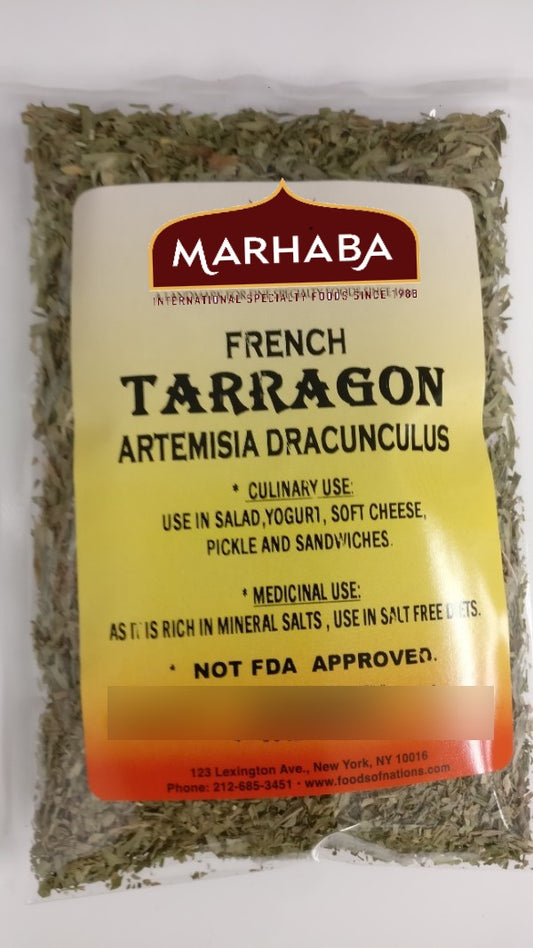 MARHABA
INTERNATIONAL SPECIALTY FOODS SINCE 1988
FRENCH
TARRAGON
ARTEMISIA DRACUNCULUS
* CULINARY USE:
USE IN SALAD,YOGURT, SOFT CHEESE,
PICKLE AND SANDWICHES.
* MEDICINAL USE:
AS IT IS RICH IN MINERAL SALTS , USE IN SALT FREE DIETS.
* NOT FDA APPROVED.
123 Lexington Ave., New York, NY 10016
Phone: 212-685-3451 · www.foodsofnations.com